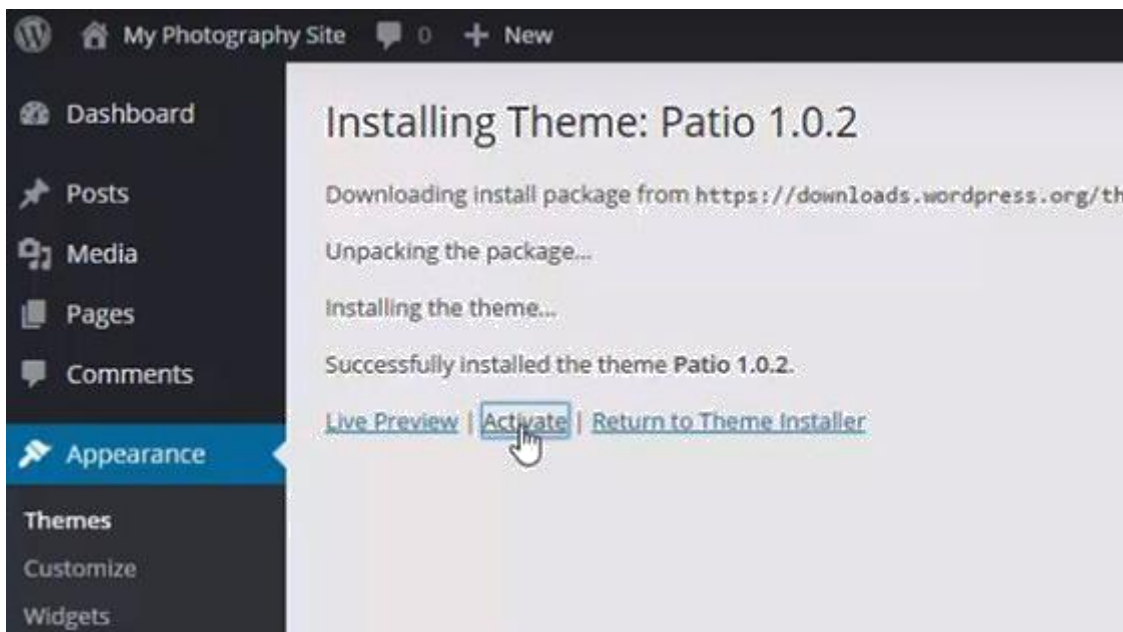 My Photography Site 0 + New
Dashboard
Posts
Media
Pages
Comments
Appearance
Themes
Customize
Widgets
Installing Theme: Patio 1.0.2
Downloading install package from https://downloads.wordpress.org/th
Unpacking the package...
Installing the theme...
Successfully installed the theme Patio 1.0.2.
Live Preview | Activate | Return to Theme Installer